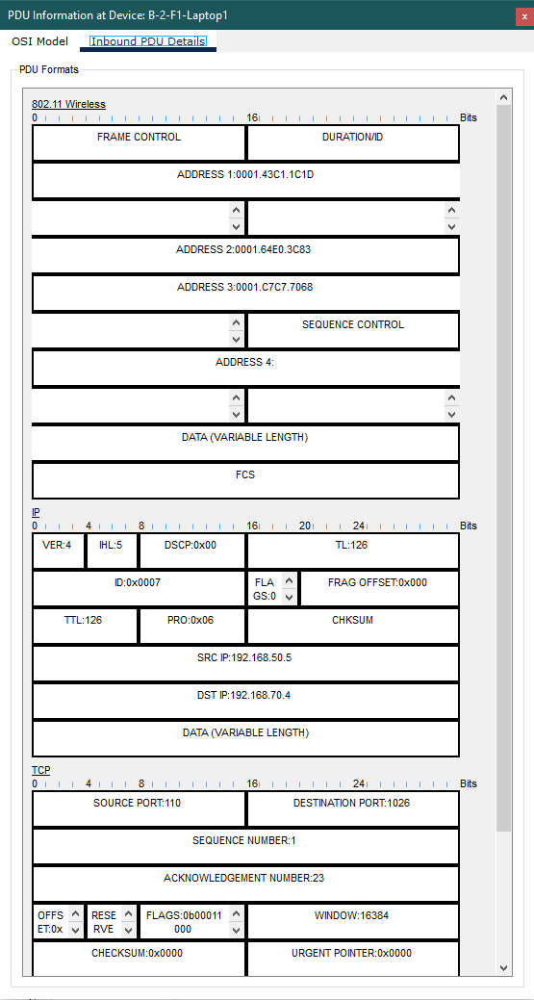 PDU Information at Device: B-2-F1-Laptop1
x
OSI Model Inbound PDU Details
PDU Formats
802.11 Wireless
0 16 Bits
FRAME CONTROL DURATION/ID
ADDRESS 1:0001.43C1.1C1D
ADDRESS 2:0001.64E0.3C83
ADDRESS 3:0001.C7C7.7068
SEQUENCE CONTROL
ADDRESS 4:
DATA (VARIABLE LENGTH)
FCS
IP
0 4 8 16 20 24 Bits
VER:4 IHL:5 DSCP:0x00 TL:126
ID:0x0007 FLA
GS:0 FRAG OFFSET:0x000
TTL:126 PRO:0x06 CHKSUM
SRC IP:192.168.50.5
DST IP:192.168.70.4
DATA (VARIABLE LENGTH)
TCP
0 4 8 16 24 Bits
SOURCE PORT:110 DESTINATION PORT:1026
SEQUENCE NUMBER:1
ACKNOWLEDGEMENT NUMBER:23
OFFS
ET:0x RESE
RVE FLAGS:0b00011
000 WINDOW:16384
CHECKSUM:0x0000 URGENT POINTER:0x0000